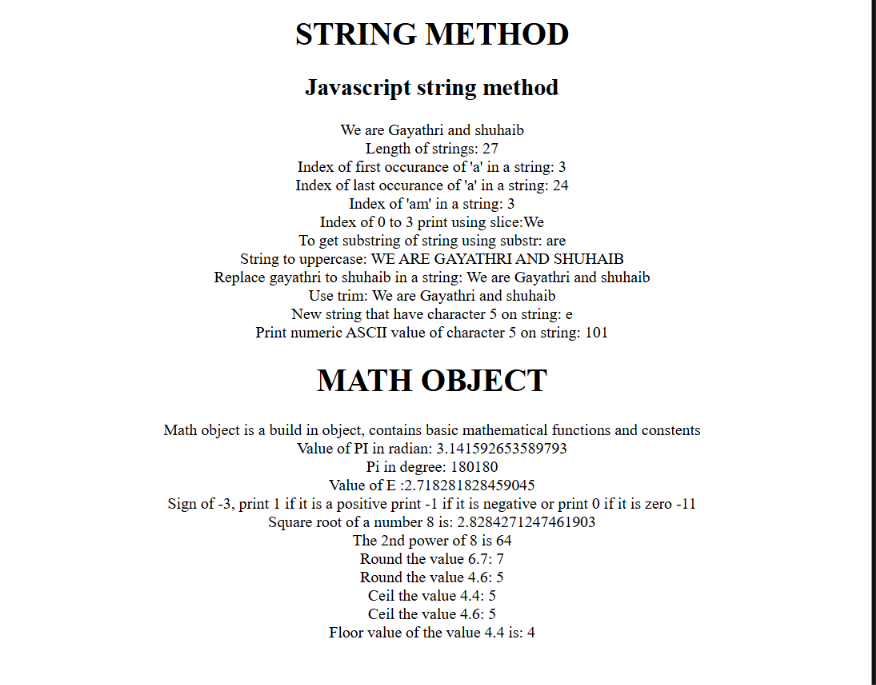 STRING METHOD
Javascript string method
We are Gayathri and shuhaib
Length of strings: 27
Index of first occurance of 'a' in a string: 3
Index of last occurance of 'a' in a string: 24
Index of 'am' in a string: 3
Index of 0 to 3 print using slice:We
To get substring of string using substr: are
String to uppercase: WE ARE GAYATHRI AND SHUHAIB
Replace gayathri to shuhaib in a string: We are Gayathri and shuhaib
Use trim: We are Gayathri and shuhaib
New string that have character 5 on string: e
Print numeric ASCII value of character 5 on string: 101
MATH OBJECT
Math object is a build in object, contains basic mathematical functions and constents
Value of PI in radian: 3.141592653589793
Pi in degree: 180180
Value of E :2.718281828459045
Sign of -3, print 1 if it is a positive print -1 if it is negative or print 0 if it is zero -11
Square root of a number 8 is: 2.8284271247461903
The 2nd power of 8 is 64
Round the value 6.7: 7
Round the value 4.6: 5
Ceil the value 4.4: 5
Ceil the value 4.6: 5
Floor value of the value 4.4 is: 4